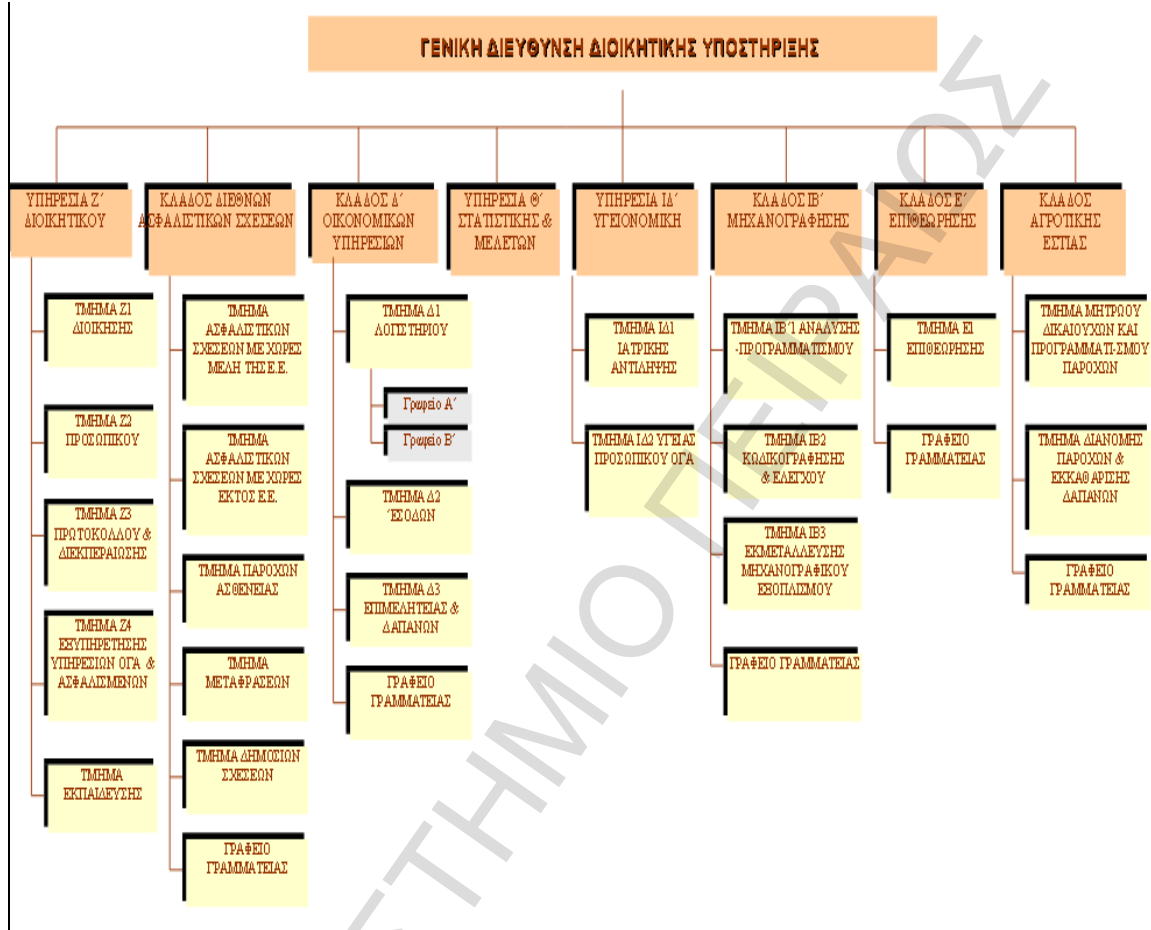 ΓΕΝΙΚΗ ΔΙΕΥΘΥΝΣΗ ΔΙΟΙΚΗΤΙΚΗΣ ΥΠΟΣΤΗΡΙΞΗΣ
ΥΠΗΡΕΣΙΑ Ζ΄
ΔΙΟΙΚΗΤΙΚΟΥ
ΤΜΗΜΑ Ζ1
ΔΙΟΙΚΗΣΗΣ
ΤΜΗΜΑ Ζ2
ΠΡΟΣΩΠΙΚΟΥ
ΤΜΗΜΑ Ζ3
ΠΡΩΤΟΚΟΛΛΟΥ &
ΔΙΕΚΠΕΡΑΙΩΣΗΣ
ΤΜΗΜΑ Ζ4
ΕΞΥΠΗΡΕΤΗΣΗΣ
ΥΠΗΡΕΣΙΩΝ ΟΓΑ &
ΑΣΦΑΛΙΣΜΕΝΩΝ
ΤΜΗΜΑ
ΕΚΠΑΙΔΕΥΣΗΣ
ΚΛΑΔΟΣ ΔΙΕΘΝΩΝ
ΑΣΦΑΛΙΣΤΙΚΩΝ ΣΧΕΣΕΩΝ
ΤΜΗΜΑ
ΑΣΦΑΛΙΣΤΙΚΩΝ
ΣΧΕΣΕΩΝ ΜΕ ΧΩΡΕΣ
ΜΕΛΗ ΤΗΣ Ε.Ε.
ΤΜΗΜΑ
ΑΣΦΑΛΙΣΤΙΚΩΝ
ΣΧΕΣΕΩΝ ΜΕ ΧΩΡΕΣ
ΕΚΤΟΣ Ε.Ε.
ΤΜΗΜΑ ΠΑΡΟΧΩΝ
ΑΣΘΕΝΕΙΑΣ
ΤΜΗΜΑ
ΜΕΤΑΦΡΑΣΕΩΝ
ΤΜΗΜΑ ΔΗΜΟΣΙΩΝ
ΣΧΕΣΕΩΝ
ΓΡΑΦΕΙΟ
ΓΡΑΜΜΑΤΕΙΑΣ
ΚΛΑΔΟΣ Δ΄
ΟΙΚΟΝΟΜΙΚΩΝ
ΥΠΗΡΕΣΙΩΝ
ΤΜΗΜΑ Δ1
ΛΟΓΙΣΤΗΡΙΟΥ
Γραφείο Α΄
Γραφείο Β΄
ΤΜΗΜΑ Δ2
΄ΕΣΟΔΩΝ
ΤΜΗΜΑ Δ3
ΕΠΙΜΕΛΗΤΕΙΑΣ &
ΔΑΠΑΝΩΝ
ΓΡΑΦΕΙΟ
ΓΡΑΜΜΑΤΕΙΑΣ
ΥΠΗΡΕΣΙΑ Θ΄
ΣΤΑΤΙΣΤΙΚΗΣ &
ΜΕΛΕΤΩΝ
ΥΠΗΡΕΣΙΑ ΙΔ΄
ΥΓΕΙΟΝΟΜΙΚΗ
ΤΜΗΜΑ ΙΔ1
ΙΑΤΡΙΚΗΣ
ΑΝΤΙΛΗΨΗΣ
ΤΜΗΜΑ ΙΔ2 ΥΓΕΙΑΣ
ΠΡΟΣΩΠΙΚΟΥ ΟΓΑ
ΚΛΑΔΟΣ ΙΒ΄
ΜΗΧΑΝΟΓΡΑΦΗΣΗΣ
ΤΜΗΜΑ ΙΒ΄1 ΑΝΑΛΥΣΗΣ
-ΠΡΟΓΡΑΜΜΑΤΙΣΜΟΥ
ΤΜΗΜΑ ΙΒ2
ΚΩΔΙΚΟΓΡΑΦΗΣΗΣ
& ΕΛΕΓΧΟΥ
ΤΜΗΜΑ ΙΒ3
ΕΚΜΕΤΑΛΛΕΥΣΗΣ
ΜΗΧΑΝΟΓΡΑΦΙΚΟΥ
ΕΞΟΠΛΙΣΜΟΥ
ΓΡΑΦΕΙΟ ΓΡΑΜΜΑΤΕΙΑΣ
ΚΛΑΔΟΣ Ε΄
ΕΠΙΘΕΩΡΗΣΗΣ
ΤΜΗΜΑ Ε1
ΕΠΙΘΕΩΡΗΣΗΣ
ΓΡΑΦΕΙΟ
ΓΡΑΜΜΑΤΕΙΑΣ
ΚΛΑΔΟΣ
ΑΓΡΟΤΙΚΗΣ
ΕΣΤΙΑΣ
ΤΜΗΜΑ ΜΗΤΡΩΟΥ
ΔΙΚΑΙΟΥΧΩΝ ΚΑΙ
ΠΡΟΓΡΑΜΜΑΤΙ-ΣΜΟΥ
ΠΑΡΟΧΩΝ
ΤΜΗΜΑ ΔΙΑΝΟΜΗΣ
ΠΑΡΟΧΩΝ &
ΕΚΚΑΘΑΡΙΣΗΣ
ΔΑΠΑΝΩΝ
ΓΡΑΦΕΙΟ
ΓΡΑΜΜΑΤΕΙΑΣ
ΣΤΗΜΙΟ ΠΕΙΡΑΙΩΣ